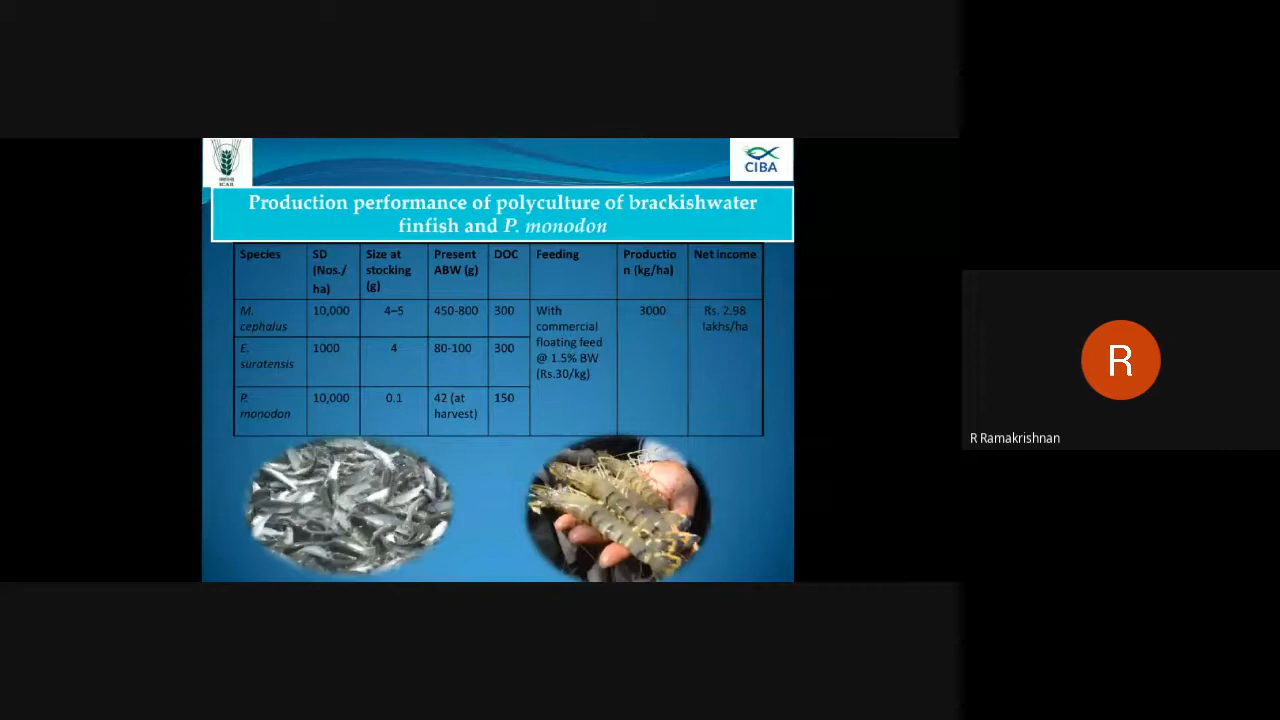 ICAR
CIBA
Production performance of polyculture of brackishwater
finfish and P. monodon
Species
SD
(Nos./
ha)
Size at
stocking
(g)
Present
ABW (g)
DOC
Feeding
Productio
n (kg/ha)
Net income
M.
cephalus
10,000
4–5
450-800
300
With
commercial
floating feed
@ 1.5% BW
(Rs.30/kg)
3000
Rs. 2.98
lakhs/ha
E.
suratensis
1000
4
80-100
300
P.
monodon
10,000
0.1
42 (at
harvest)
150
R
R Ramakrishnan